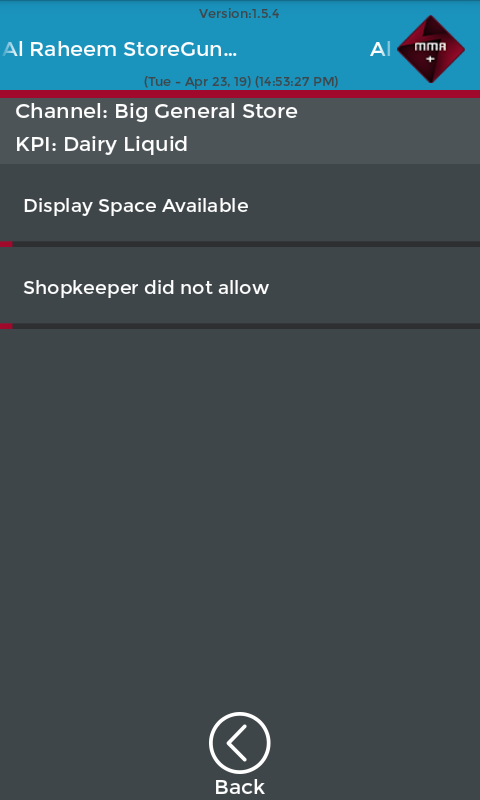 Version:1.5.4
Al Raheem StoreGun... Al
MMA
+
(Tue - Apr 23, 19) (14:53:27 PM)
Channel: Big General Store
KPI: Dairy Liquid
Display Space Available
Shopkeeper did not allow
Back